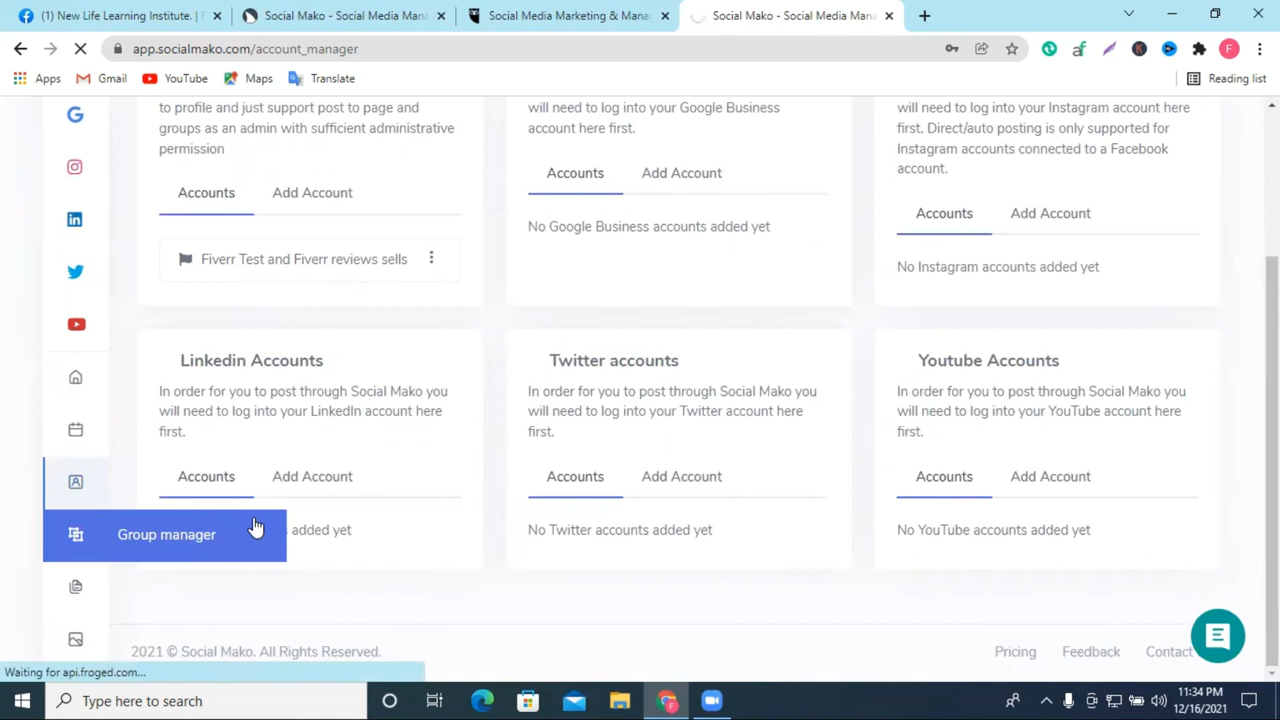 (1) New Life Learning Institute. | F
Social Mako - Social Media Man
Social Media Marketing & Mana
Social Mako - Social Media Man
app.socialmako.com/account_manager
Apps
Gmail
YouTube
Maps
Translate
Reading list
to profile and just support post to page and
groups as an admin with sufficient administrative
permission
Accounts
Add Account
Fiverr Test and Fiverr reviews sells
will need to log into your Google Business
account here first.
Accounts
Add Account
No Google Business accounts added yet
will need to log into your Instagram account here
first. Direct/auto posting is only supported for
Instagram accounts connected to a Facebook
account.
Accounts
Add Account
No Instagram accounts added yet
Linkedin Accounts
In order for you to post through Social Mako you
will need to log into your LinkedIn account here
first.
Accounts
Add Account
s added yet
Twitter accounts
In order for you to post through Social Mako you
will need to log into your Twitter account here
first.
Accounts
Add Account
No Twitter accounts added yet
Youtube Accounts
In order for you to post through Social Mako you
will need to log into your YouTube account here
first.
Accounts
Add Account
No YouTube accounts added yet
Group manager
2021 © Social Mako. All Rights Reserved.
Pricing
Feedback
Contact
Waiting for api.froged.com...
Type here to search
11:34 PM
12/16/2021